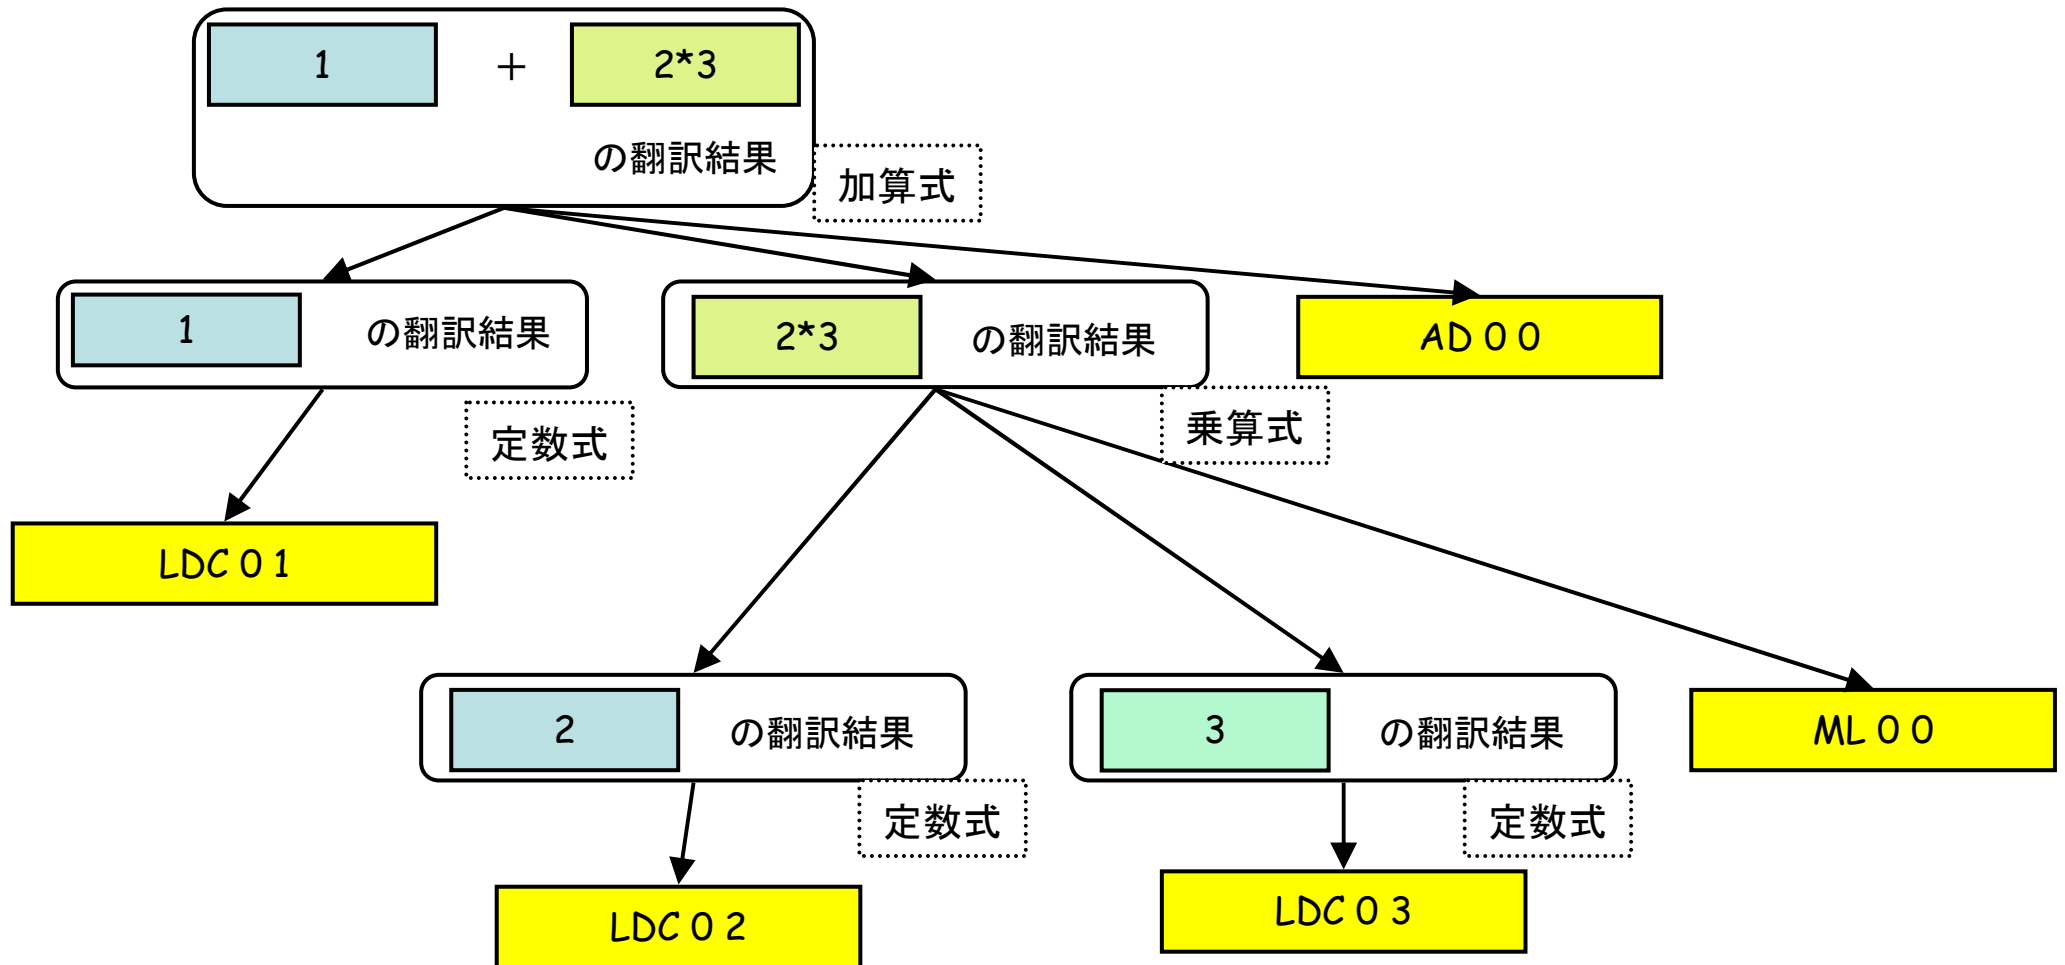 1 + 2*3
の翻訳結果
加算式
1 の翻訳結果
2*3 の翻訳結果
AD 0 0
定数式
乗算式
LDC 0 1
2 の翻訳結果
3 の翻訳結果
ML 0 0
定数式
定数式
LDC 0 2
LDC 0 3